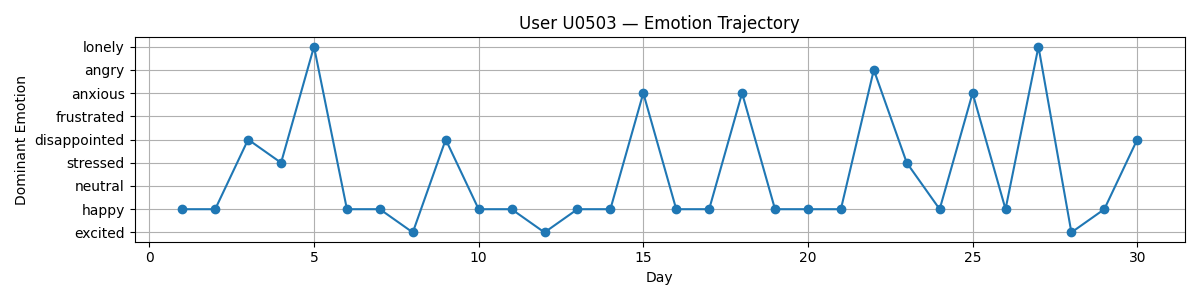 User U0503 — Emotion Trajectory
Dominant Emotion
lonely
angry
anxious
frustrated
disappointed
stressed
neutral
happy
excited
0 5 10 15 20 25 30
Day